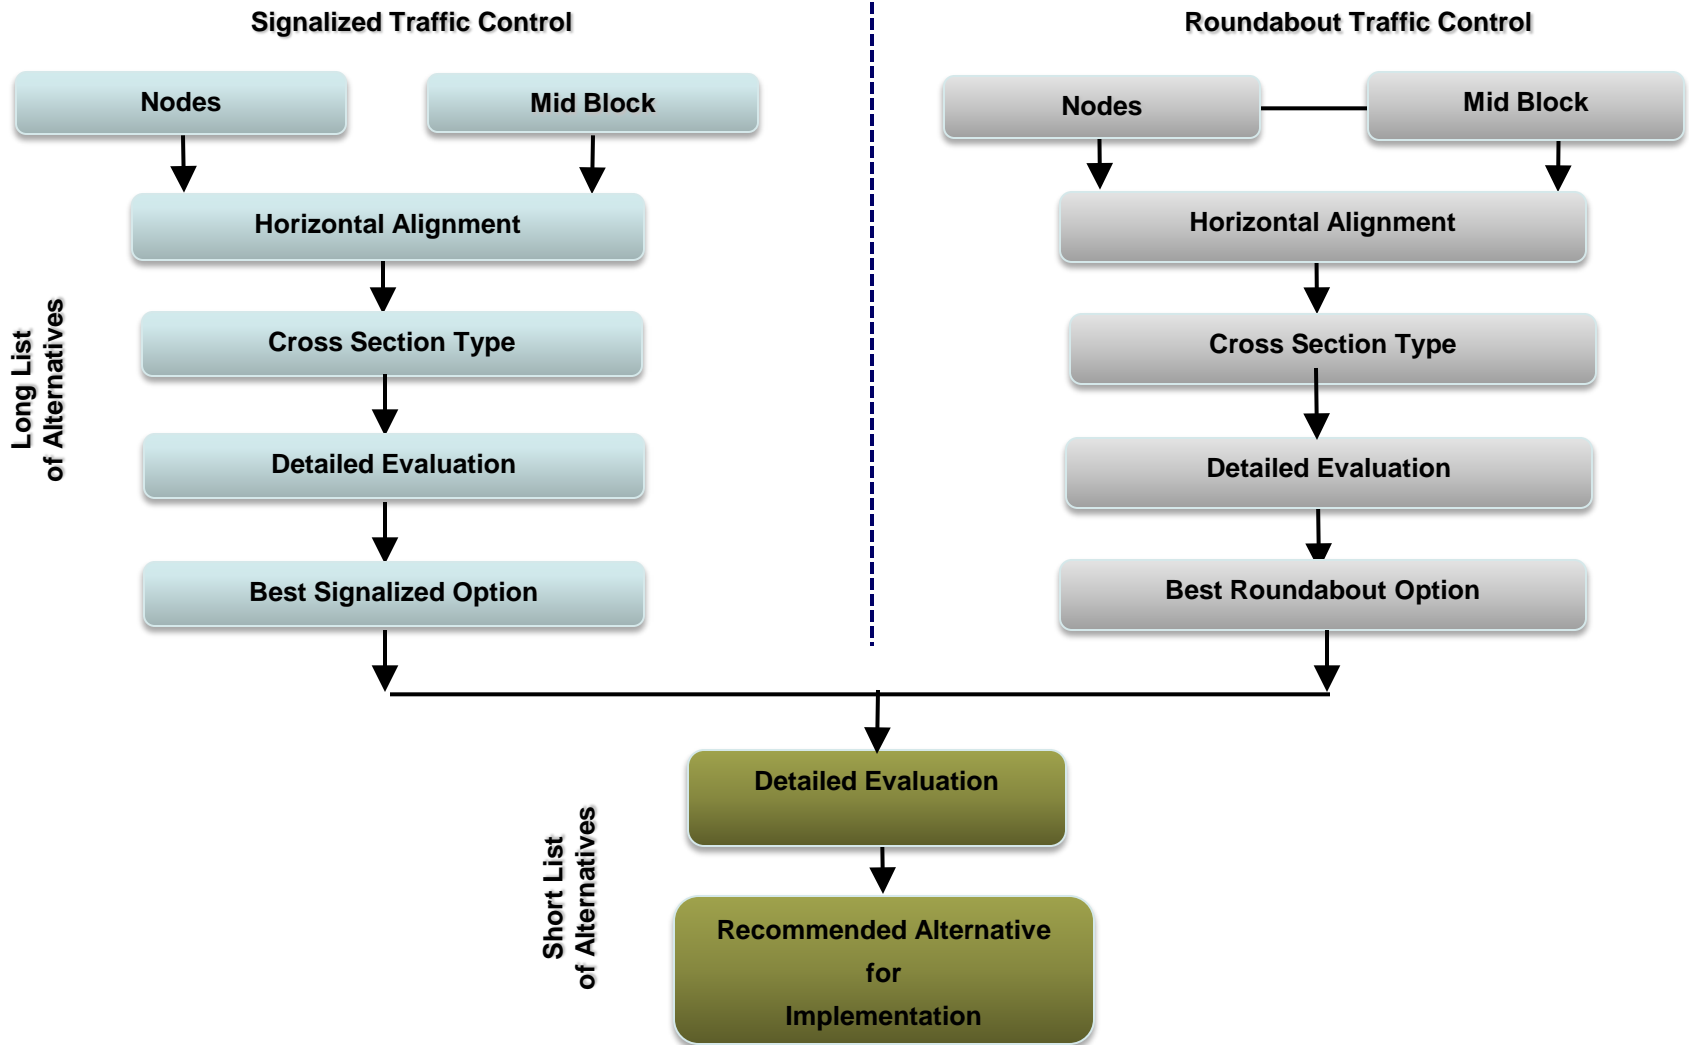 Signalized Traffic Control
Roundabout Traffic Control
Nodes
Mid Block
Nodes
Mid Block
Horizontal Alignment
Horizontal Alignment
Long List
of Alternatives
Cross Section Type
Cross Section Type
Detailed Evaluation
Detailed Evaluation
Best Signalized Option
Best Roundabout Option
Detailed Evaluation
Short List
of Alternatives
Recommended Alternative
for
Implementation